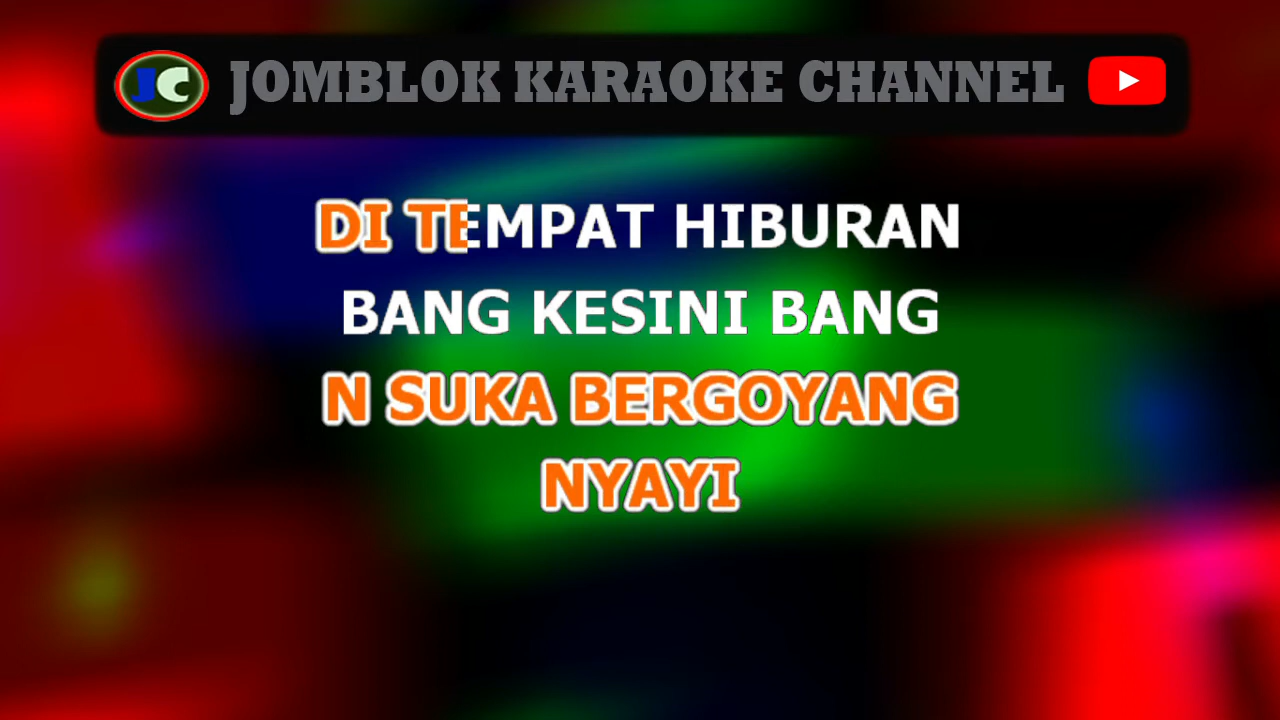 JC JOMBLOK KARAOKE CHANNEL
DI TEMPAT HIBURAN
BANG KESINI BANG
N SUKA BERGOYANG
NYAYI